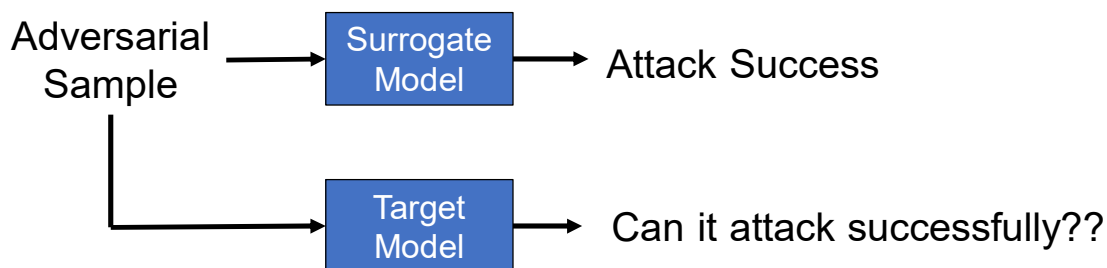 Adversarial
Sample
Surrogate
Model
Attack Success
Target
Model
Can it attack successfully??